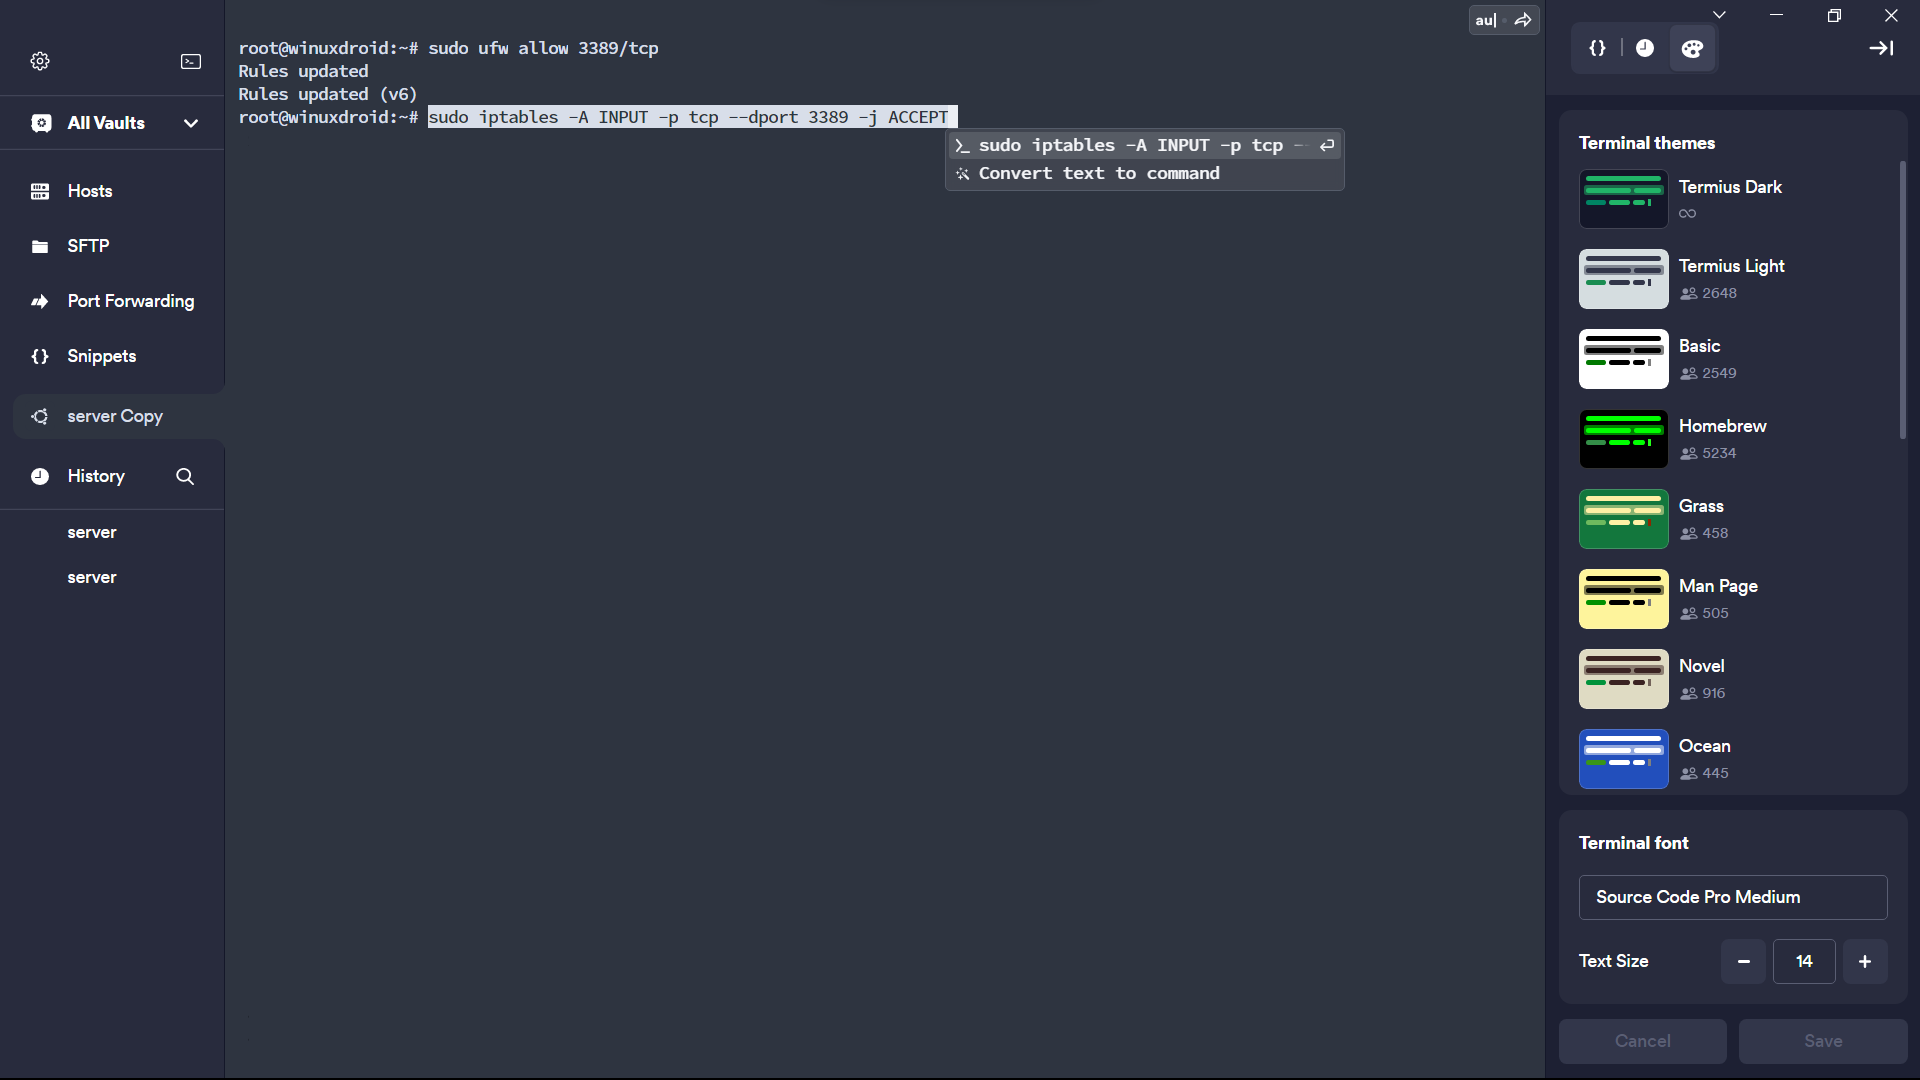 au|
root@winuxdroid:~# sudo ufw allow 3389/tcp
Rules updated
Rules updated (v6)
root@winuxdroid:~# sudo iptables -A INPUT -p tcp --dport 3389 -j ACCEPT
sudo iptables -A INPUT -p tcp -
Convert text to command
All Vaults
Hosts
SFTP
Port Forwarding
Snippets
server Copy
History
server
server
Terminal themes
Termius Dark
∞
Termius Light
2648
Basic
2549
Homebrew
5234
Grass
458
Man Page
505
Novel
916
Ocean
445
Terminal font
Source Code Pro Medium
Text Size
− 14 +
Cancel
Save